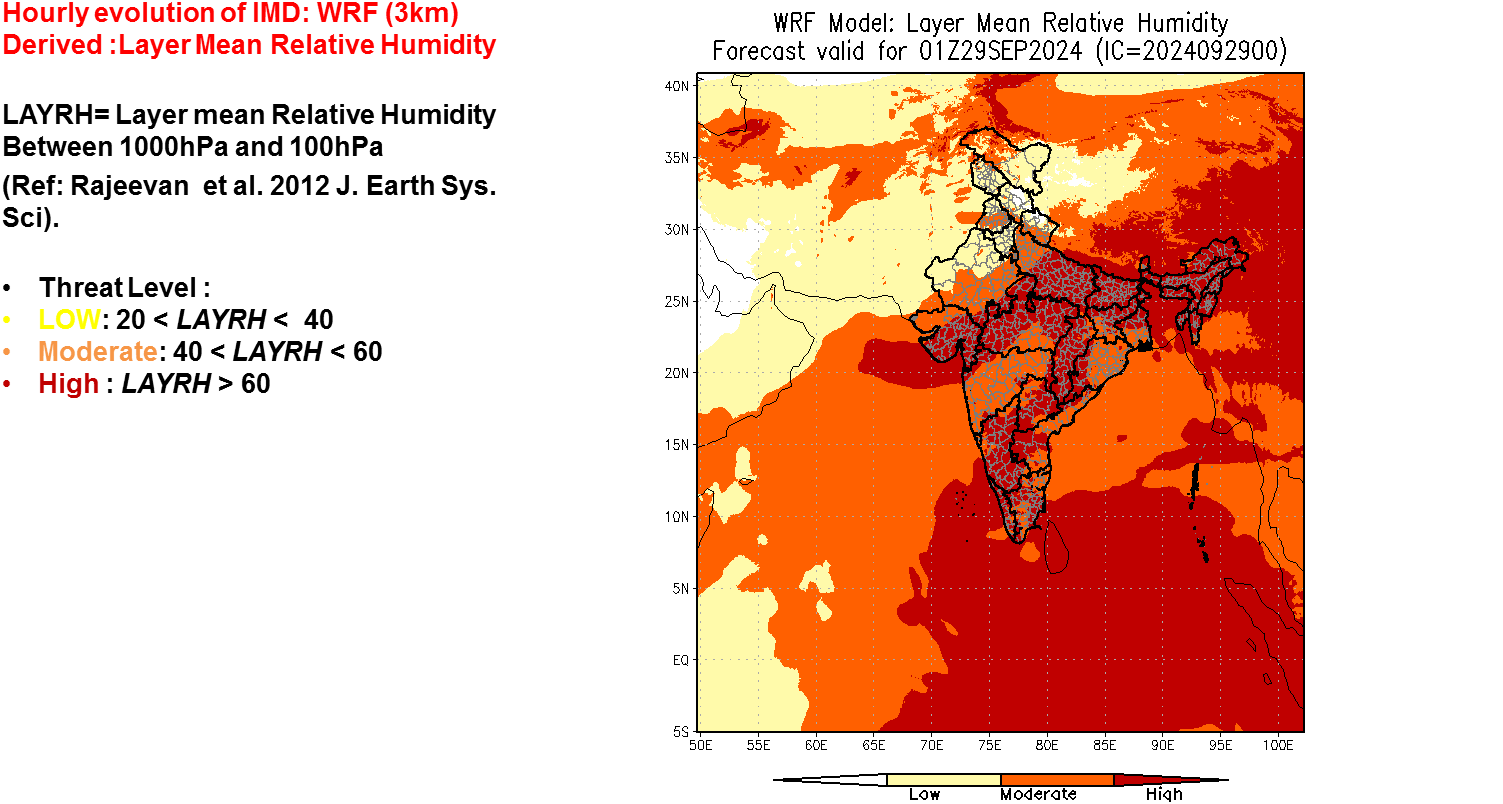 Hourly evolution of IMD: WRF (3km)
Derived :Layer Mean Relative Humidity
LAYRH= Layer mean Relative Humidity
Between 1000hPa and 100hPa
(Ref: Rajeevan et al. 2012 J. Earth Sys.
Sci).
• Threat Level :
• LOW: 20 < LAYRH < 40
• Moderate: 40 < LAYRH < 60
• High : LAYRH > 60
WRF Model: Layer Mean Relative Humidity
Forecast valid for 01Z29SEP2024 (IC=2024092900)
40N
35N
30N
25N
20N
15N
10N
5N
EQ
5S
50E 55E 60E 65E 70E 75E 80E 85E 90E 95E 100E
Low Moderate High